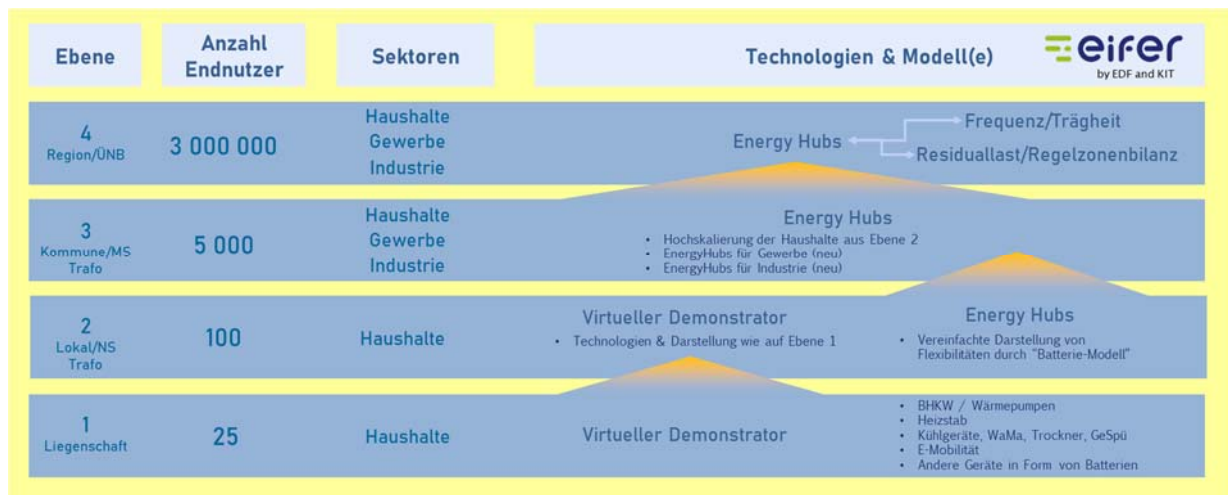 Ebene
Anzahl
Endnutzer
Sektoren
Technologien & Modell(e)
eifer
by EDF and KIT
4
Region/ÜNB
3 000 000
Haushalte
Gewerbe
Industrie
Energy Hubs
Frequenz/Trägheit
Residuallast/Regelzonenbilanz
3
Kommune/MS
Trafo
5 000
Haushalte
Gewerbe
Industrie
Energy Hubs
• Hochskalierung der Haushalte aus Ebene 2
• EnergyHubs für Gewerbe (neu)
• EnergyHubs für Industrie (neu)
2
Lokal/NS
Trafo
100
Haushalte
Virtueller Demonstrator
• Technologien & Darstellung wie auf Ebene 1
Energy Hubs
• Vereinfachte Darstellung von
Flexibilitäten durch "Batterie-Modell"
1
Liegenschaft
25
Haushalte
Virtueller Demonstrator
• BHKW / Wärmepumpen
• Heizstab
• Kühlgeräte, WaMa, Trockner, GeSpü
• E-Mobilität
• Andere Geräte in Form von Batterien